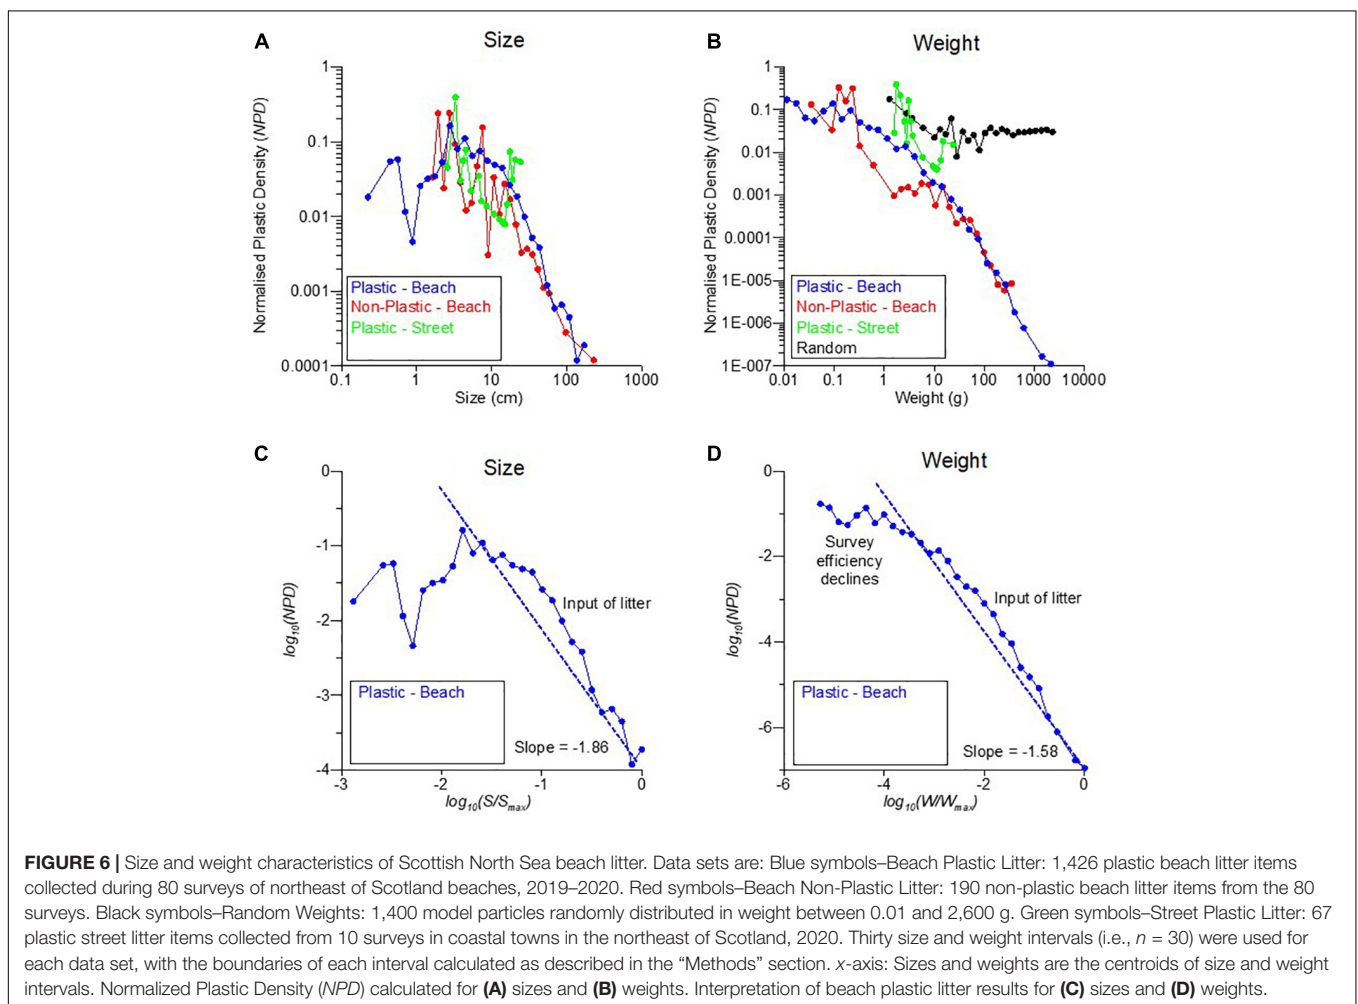 A
Size
Normalised Plastic Density (NPD)
1
0.1
0.01
0.001
0.0001
Plastic - Beach
Non-Plastic - Beach
Plastic - Street
0.1 1 10 100 1000
Size (cm)
B
Weight
Normalised Plastic Density (NPD)
1
0.1
0.01
0.001
0.0001
1E-005
1E-006
1E-007
Plastic - Beach
Non-Plastic - Beach
Plastic - Street
Random
0.01 0.1 1 10 100 1000 10000
Weight (g)
C
Size
log10(NPD)
0
-1
-2
-3
-4
Input of litter
Plastic - Beach
Slope = -1.86
-3 -2 -1 0
log10(S/Smax)
D
Weight
log10(NPD)
0
-2
-4
-6
Survey
efficiency
declines
Input of litter
Plastic - Beach
Slope = -1.58
-6 -4 -2 0
log10(W/Wmax)
FIGURE 6 | Size and weight characteristics of Scottish North Sea beach litter. Data sets are: Blue symbols–Beach Plastic Litter: 1,426 plastic beach litter items
collected during 80 surveys of northeast of Scotland beaches, 2019–2020. Red symbols–Beach Non-Plastic Litter: 190 non-plastic beach litter items from the 80
surveys. Black symbols–Random Weights: 1,400 model particles randomly distributed in weight between 0.01 and 2,600 g. Green symbols–Street Plastic Litter: 67
plastic street litter items collected from 10 surveys in coastal towns in the northeast of Scotland, 2020. Thirty size and weight intervals (i.e., n = 30) were used for
each data set, with the boundaries of each interval calculated as described in the “Methods” section. x-axis: Sizes and weights are the centroids of size and weight
intervals. Normalized Plastic Density (NPD) calculated for (A) sizes and (B) weights. Interpretation of beach plastic litter results for (C) sizes and (D) weights.